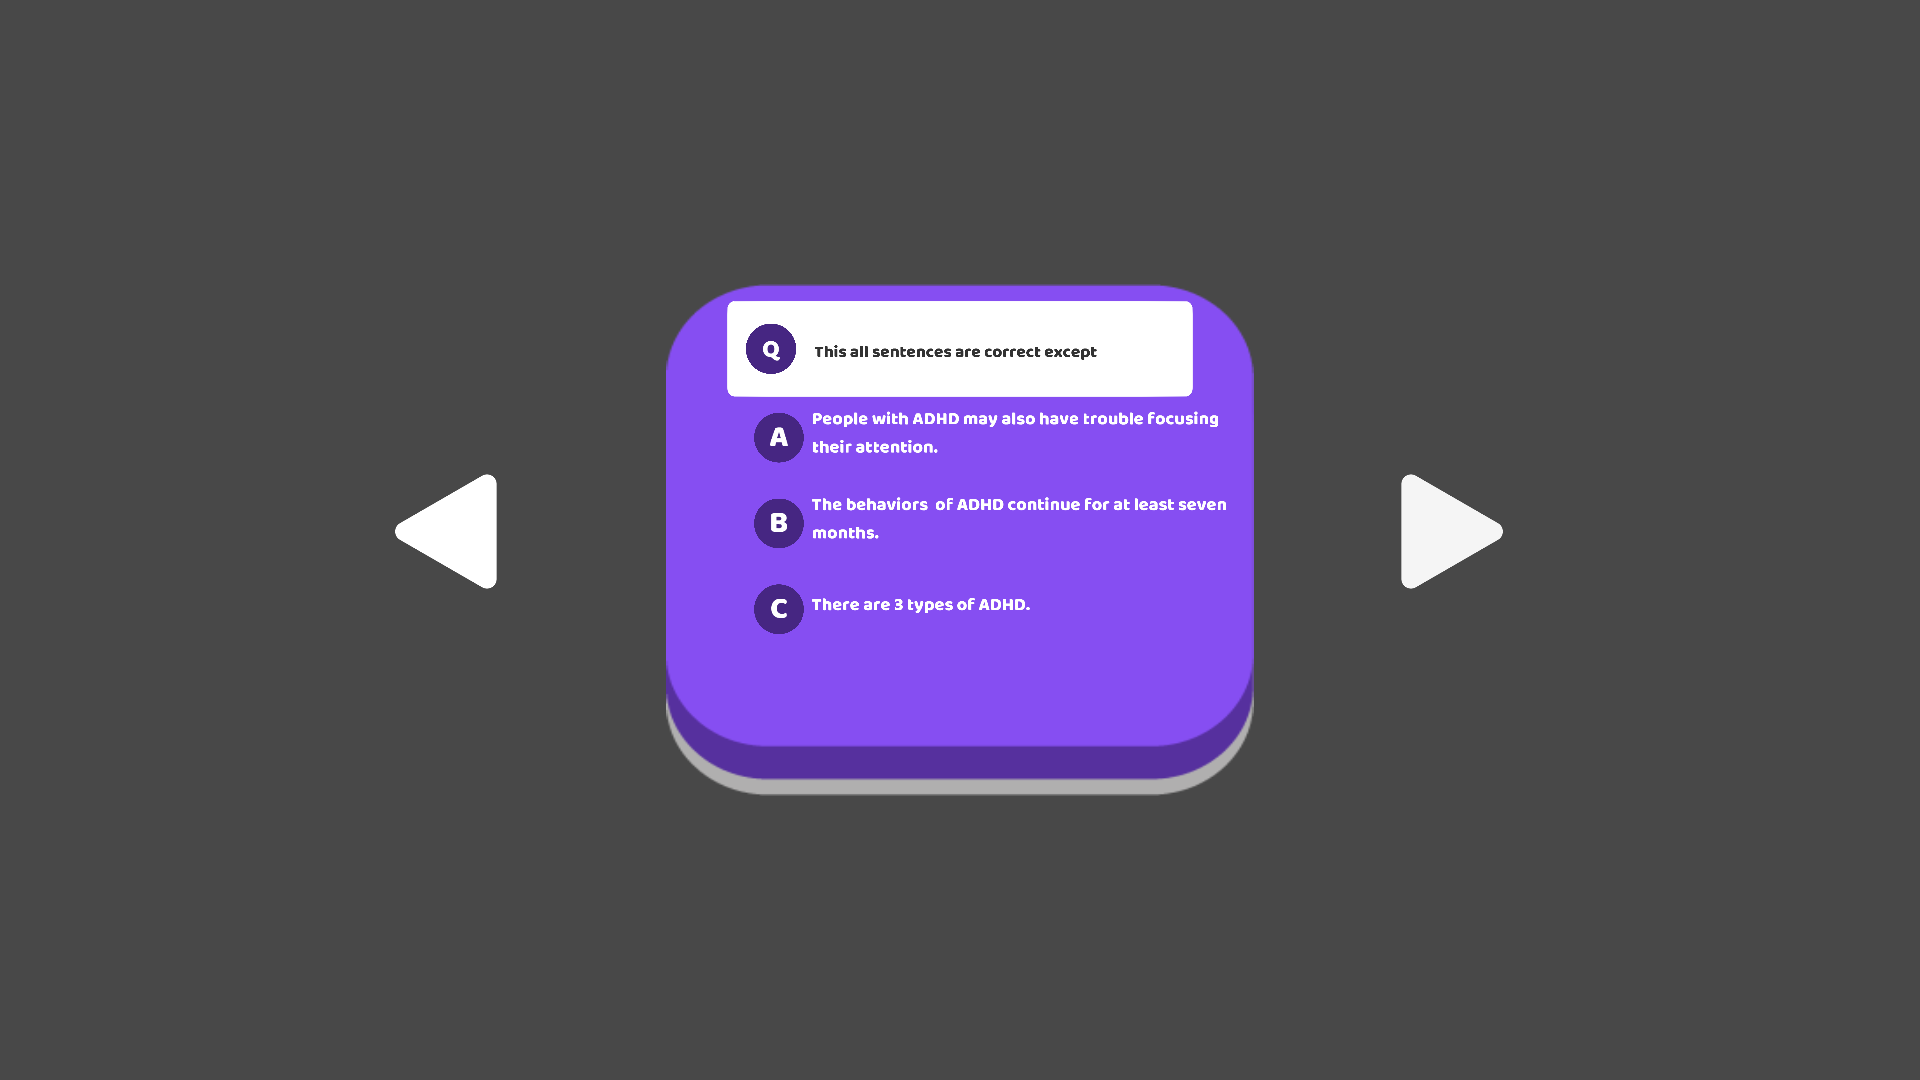 Q This all sentences are correct except
A People with ADHD may also have trouble focusing
their attention.
B The behaviors  of ADHD continue for at least seven
months.
C There are 3 types of ADHD.